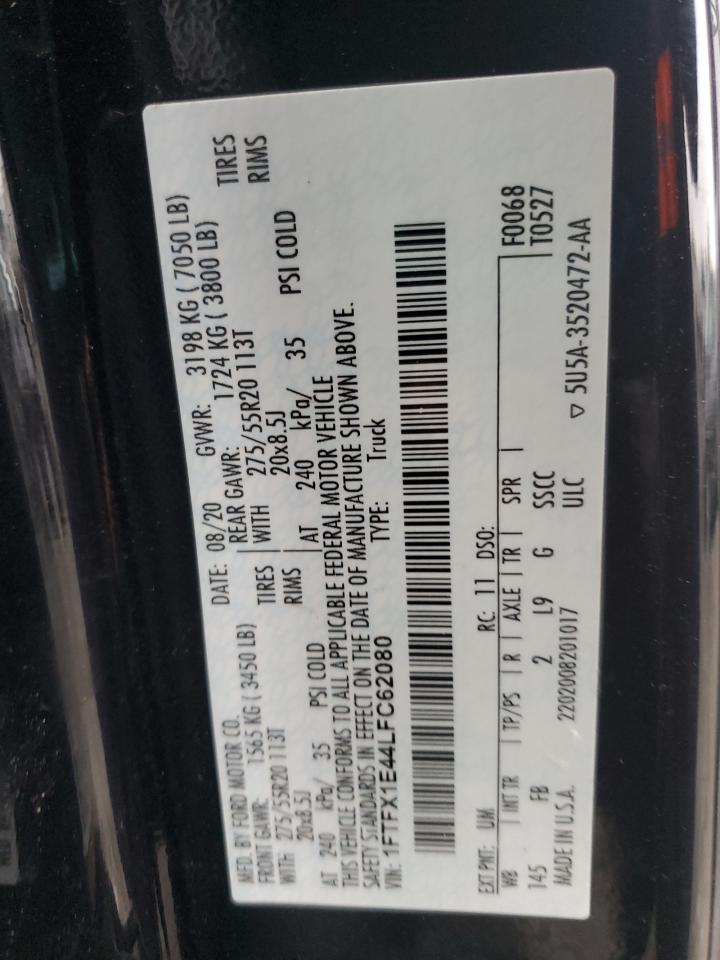 MFD. BY FORD MOTOR CO.
DATE: 08/20 GVWR: 3198 KG ( 7050 LB)
FRONT GAWR: 1565 KG ( 3450 LB) REAR GAWR: 1724 KG ( 3800 LB)
WITH 275/55R20 113T TIRES WITH 275/55R20 113T TIRES
20x8.5J RIMS 20x8.5J RIMS
AT 240 kPa/ 35 PSI COLD AT 240 kPa/ 35 PSI COLD
THIS VEHICLE CONFORMS TO ALL APPLICABLE FEDERAL MOTOR VEHICLE
SAFETY STANDARDS IN EFFECT ON THE DATE OF MANUFACTURE SHOWN ABOVE.
VIN: 1FTFX1E44LFC62080 TYPE: Truck
EXT PNT: UM RC: 11 DSO:
WB INT TR TP/PS R AXLE TR SPR F0068
145 FB 2 L9 G SSCC T0527
ULC
MADE IN U.S.A. 2202008201017 ▽ 5U5A-3520472-AA